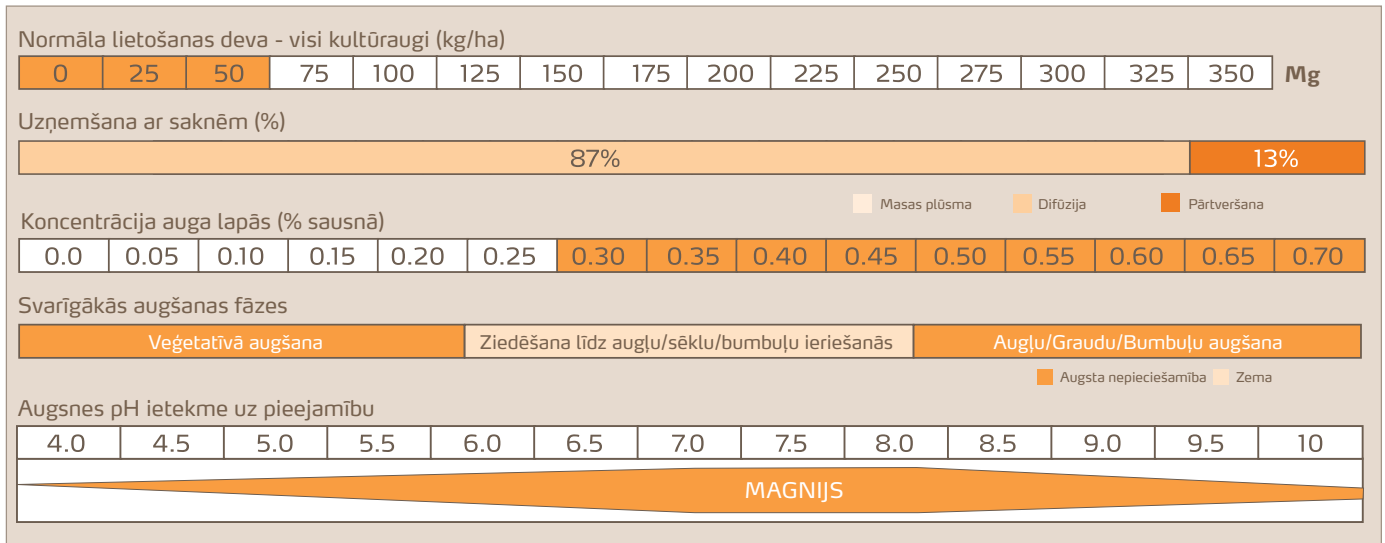 Normāla lietošanas deva - visi kultūraugi (kg/ha)
0 25 50 75 100 125 150 175 200 225 250 275 300 325 350 Mg
Uzņemšana ar saknēm (%)
87% 13%
Masas plūsma Difūzija Pārtveršana
Koncentrācija auga lapās (% sausnā)
0.0 0.05 0.10 0.15 0.20 0.25 0.30 0.35 0.40 0.45 0.50 0.55 0.60 0.65 0.70
Svarīgākās augšanas fāzes
Veģetatīvā augšana Ziedēšana līdz augļu/sēklu/bumbuļu ieriešanās Augļu/Graudu/Bumbuļu augšana
Augsta nepieciešamība Zema
Augsnes pH ietekme uz pieejamību
4.0 4.5 5.0 5.5 6.0 6.5 7.0 7.5 8.0 8.5 9.0 9.5 10
MAGNIJS